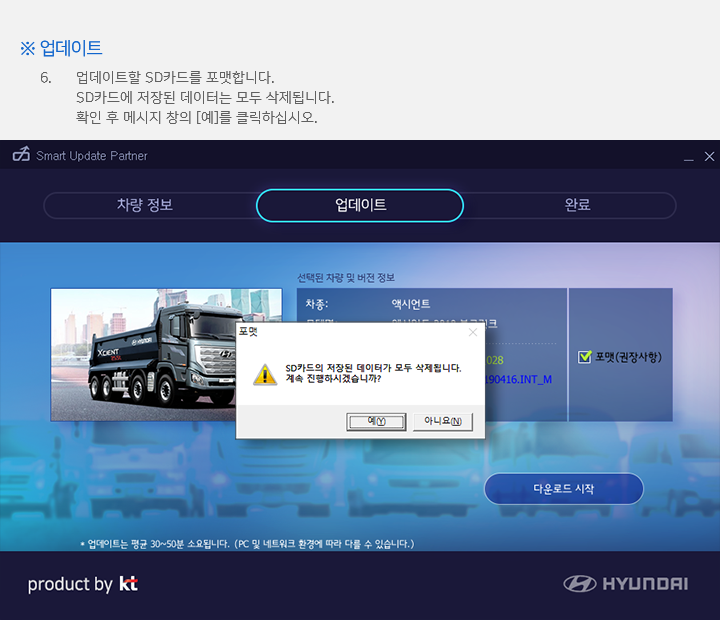 ※ 업데이트
6. 업데이트할 SD카드를 포맷합니다.
SD카드에 저장된 데이터는 모두 삭제됩니다.
확인 후 메시지 창의 [예]를 클릭하십시오.
Smart Update Partner
차량 정보 업데이트 완료
선택된 차량 및 버전 정보
차종: 액시언트
HYUNDAI
XCIENT
포맷
SD카드의 저장된 데이터가 모두 삭제됩니다.
계속 진행하시겠습니까?
예(Y) 아니요(N)
028
190416.INT_M
포맷(권장사항)
다운로드 시작
* 업데이트는 평균 30~50분 소요됩니다. (PC 및 네트워크 환경에 따라 다를 수 있습니다.)
product by kt
HYUNDAI